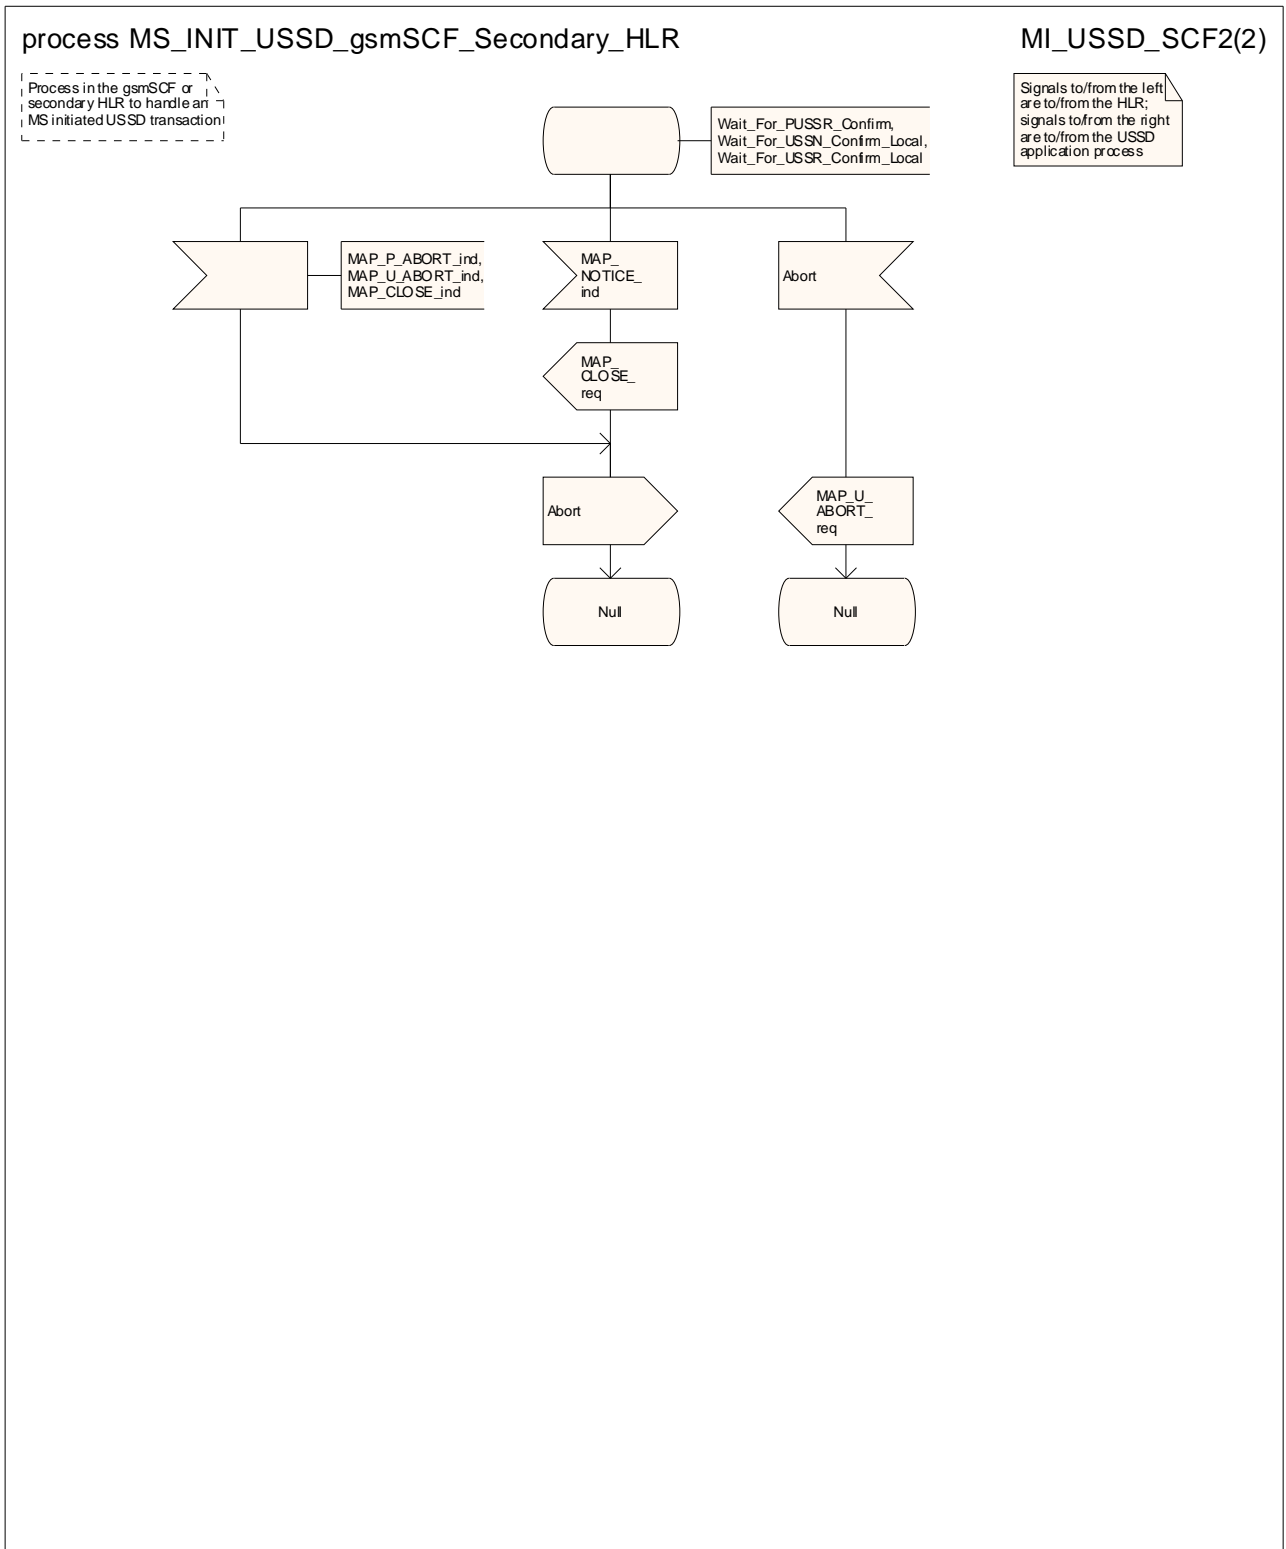 process MS_INIT_USSD_gsmSCF_Secondary_HLR
MI_USSD_SCF2(2)
Process in the gsmSCF or
secondary HLR to handle an
MS initiated USSD transaction
Signals to/from the left
are to/from the HLR;
signals to/from the right
are to/from the USSD
application process
Wait_For_PUSSR_Confirm,
Wait_For_USSN_Confirm_Local,
Wait_For_USSR_Confirm_Local
MAP_P_ABORT_ind,
MAP_U_ABORT_ind,
MAP_CLOSE_ind
MAP_
NOTICE_
ind
Abort
MAP_
CLOSE_
req
Abort
MAP_U_
ABORT_
req
Null
Null